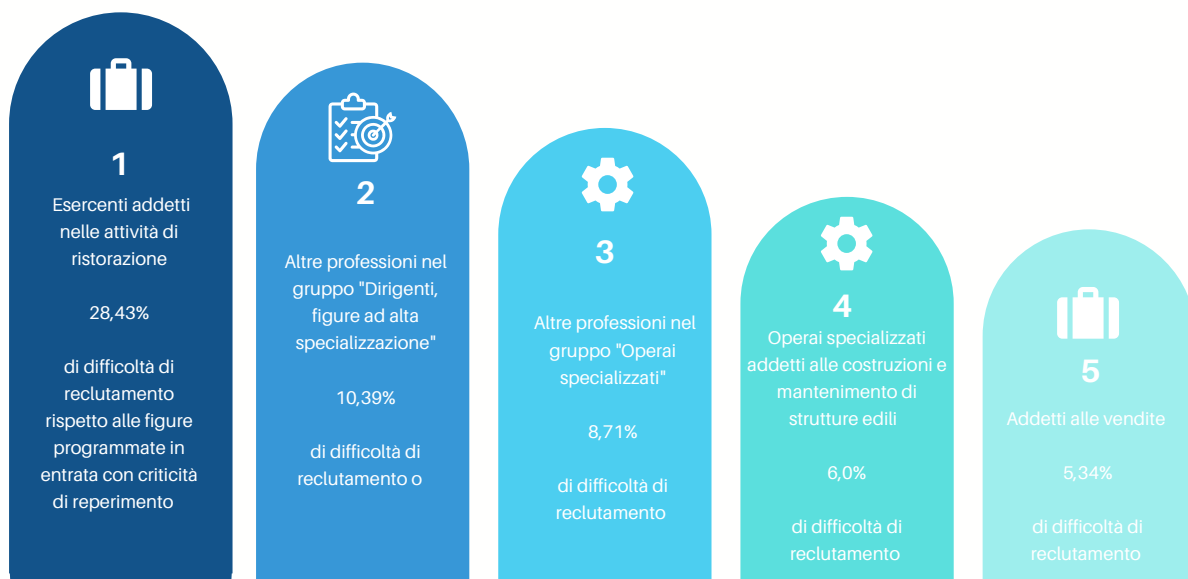 1
Esercenti addetti
nelle attività di
ristorazione
28,43%
di difficoltà di
reclutamento
rispetto alle figure
programmate in
entrata con criticità
di reperimento
2
Altre professioni nel
gruppo "Dirigenti,
figure ad alta
specializzazione"
10,39%
di difficoltà di
reclutamento o
3
Altre professioni nel
gruppo "Operai
specializzati"
8,71%
di difficoltà di
reclutamento
4
Operai specializzati
addetti alle costruzioni e
mantenimento di
strutture edili
6,0%
di difficoltà di
reclutamento
5
Addetti alle vendite
5,34%
di difficoltà di
reclutamento